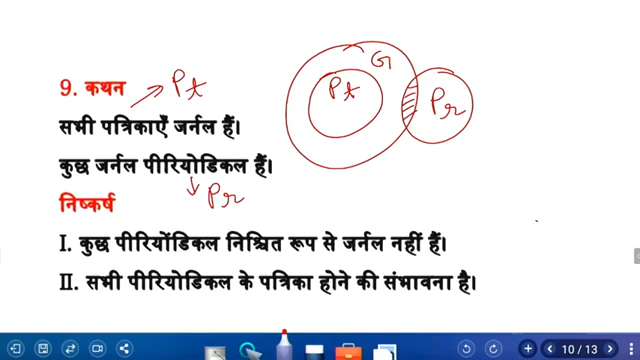 9. कथन
Pt
G
Pt
Pr
सभी पत्रिकाएँ जर्नल हैं।
कुछ जर्नल पीरियोडिकल हैं।
Pr
निष्कर्ष
I. कुछ पीरियोंडिकल निश्चित रूप से जर्नल नहीं हैं।
II. सभी पीरियोडिकल के पत्रिका होने की संभावना है।
10 / 13